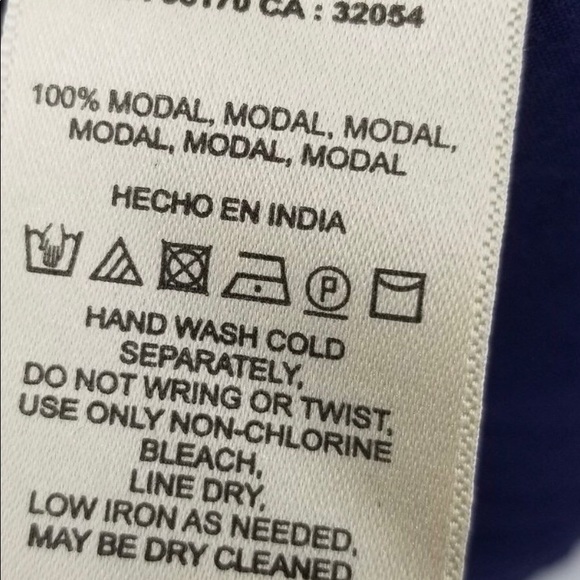 CA : 32054
100% MODAL, MODAL, MODAL,
MODAL, MODAL, MODAL
HECHO EN INDIA
P
HAND WASH COLD
SEPARATELY,
DO NOT WRING OR TWIST,
USE ONLY NON-CHLORINE
BLEACH,
LINE DRY,
LOW IRON AS NEEDED,
MAY BE DRY CLEANED